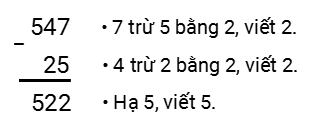 547 • 7 trừ 5 bằng 2, viết 2.
–
25 • 4 trừ 2 bằng 2, viết 2.
522 • Hạ 5, viết 5.